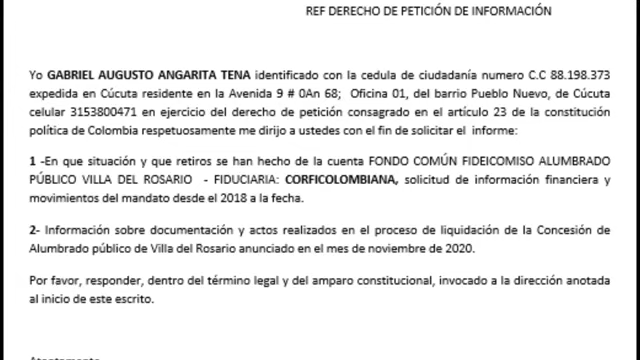 REF DERECHO DE PETICIÓN DE INFORMACIÓN
Yo GABRIEL AUGUSTO ANGARITA TENA identificado con la cedula de ciudadanía numero C.C 88.198.373
expedida en Cúcuta residente en la Avenida 9 # 0An 68; Oficina 01, del barrio Pueblo Nuevo, de Cúcuta
celular 3153800471 en ejercicio del derecho de petición consagrado en el artículo 23 de la constitución
política de Colombia respetuosamente me dirijo a ustedes con el fin de solicitar el informe:
1 -En que situación y que retiros se han hecho de la cuenta FONDO COMÚN FIDEICOMISO ALUMBRADO
PÚBLICO VILLA DEL ROSARIO - FIDUCIARIA: CORFICOLOMBIANA, solicitud de información financiera y
movimientos del mandato desde el 2018 a la fecha.
2- Información sobre documentación y actos realizados en el proceso de liquidación de la Concesión de
Alumbrado público de Villa del Rosario anunciado en el mes de noviembre de 2020.
Por favor, responder, dentro del término legal y del amparo constitucional, invocado a la dirección anotada
al inicio de este escrito.